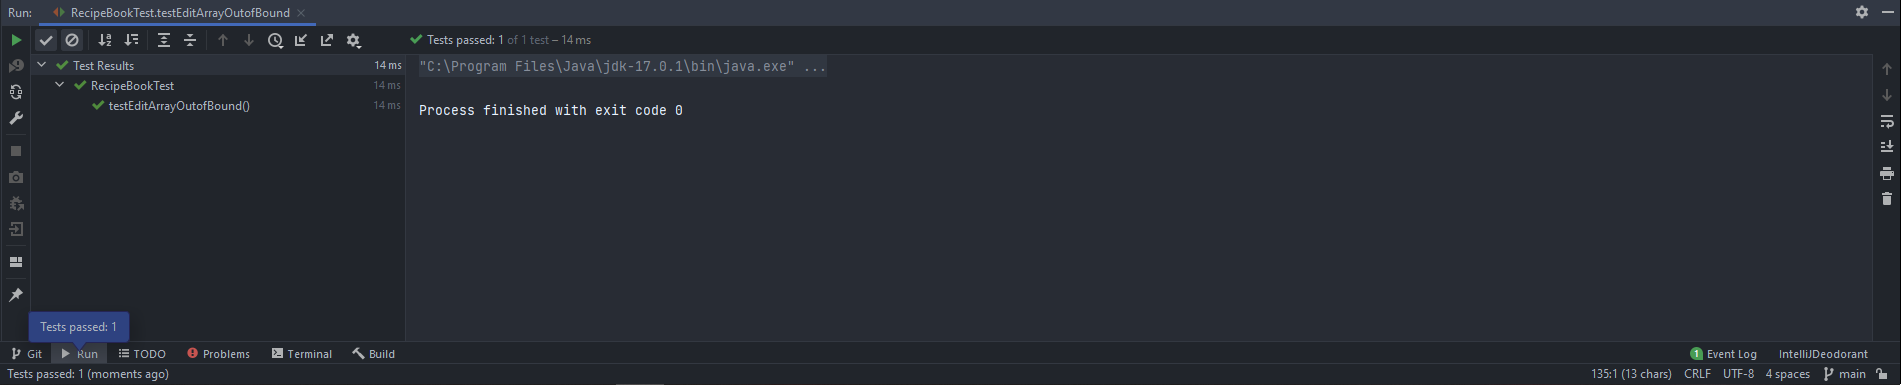 Run: RecipeBookTest.testEditArrayOutofBound
Tests passed: 1 of 1 test – 14 ms
Test Results 14 ms
RecipeBookTest 14 ms
testEditArrayOutofBound() 14 ms
"C:\Program Files\Java\jdk-17.0.1\bin\java.exe" ...
Process finished with exit code 0
Tests passed: 1
Git Run TODO Problems Terminal Build 1 Event Log IntelliJDeodorant
Tests passed: 1 (moments ago) 135:1 (13 chars) CRLF UTF-8 4 spaces main